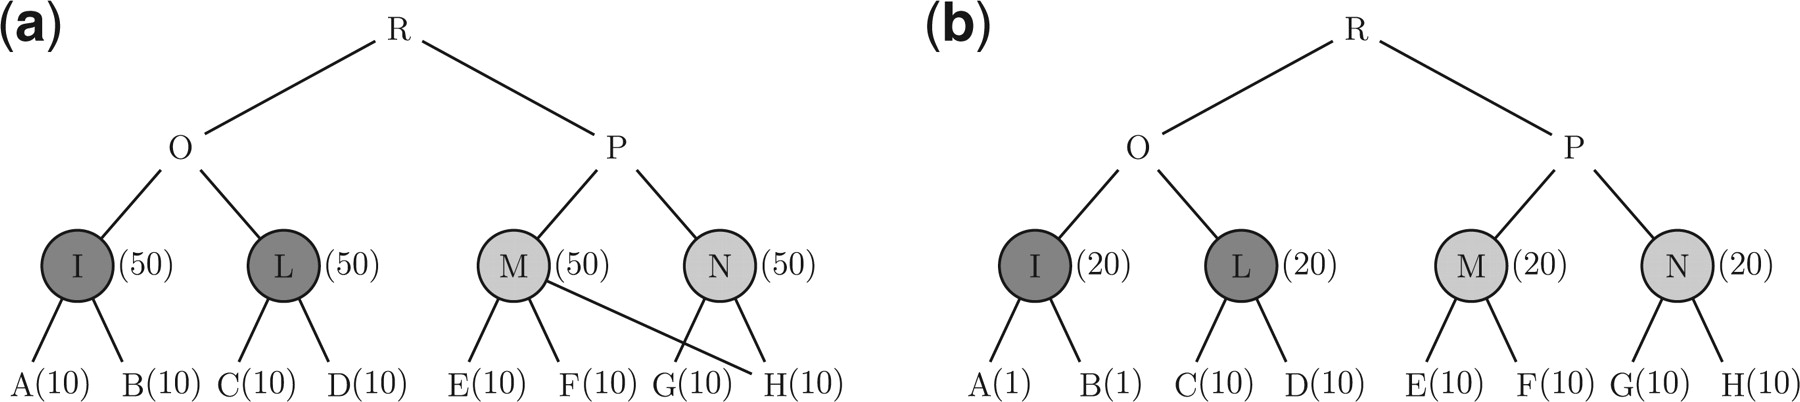 (a)
R
O P
I (50) L (50) M (50) N (50)
A(10) B(10) C(10) D(10) E(10) F(10) G(10) H(10)
(b)
R
O P
I (20) L (20) M (20) N (20)
A(1) B(1) C(10) D(10) E(10) F(10) G(10) H(10)